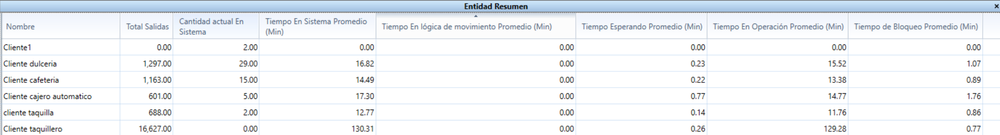 Entidad Resumen
Nombre Total Salidas Cantidad actual En Sistema Tiempo En Sistema Promedio (Min) Tiempo En lógica de movimiento Promedio (Min) Tiempo Esperando Promedio (Min) Tiempo En Operación Promedio (Min) Tiempo de Bloqueo Promedio (Min)
Cliente1 0.00 2.00 0.00 0.00 0.00 0.00 0.00
Cliente dulceria 1,297.00 29.00 16.82 0.00 0.23 15.52 1.07
Cliente cafeteria 1,163.00 15.00 14.49 0.00 0.22 13.38 0.89
Cliente cajero automatico 601.00 5.00 17.30 0.00 0.77 14.77 1.76
cliente taquilla 688.00 2.00 12.77 0.00 0.14 11.76 0.86
Cliente taquillero 16,627.00 0.00 130.31 0.00 0.26 129.28 0.77